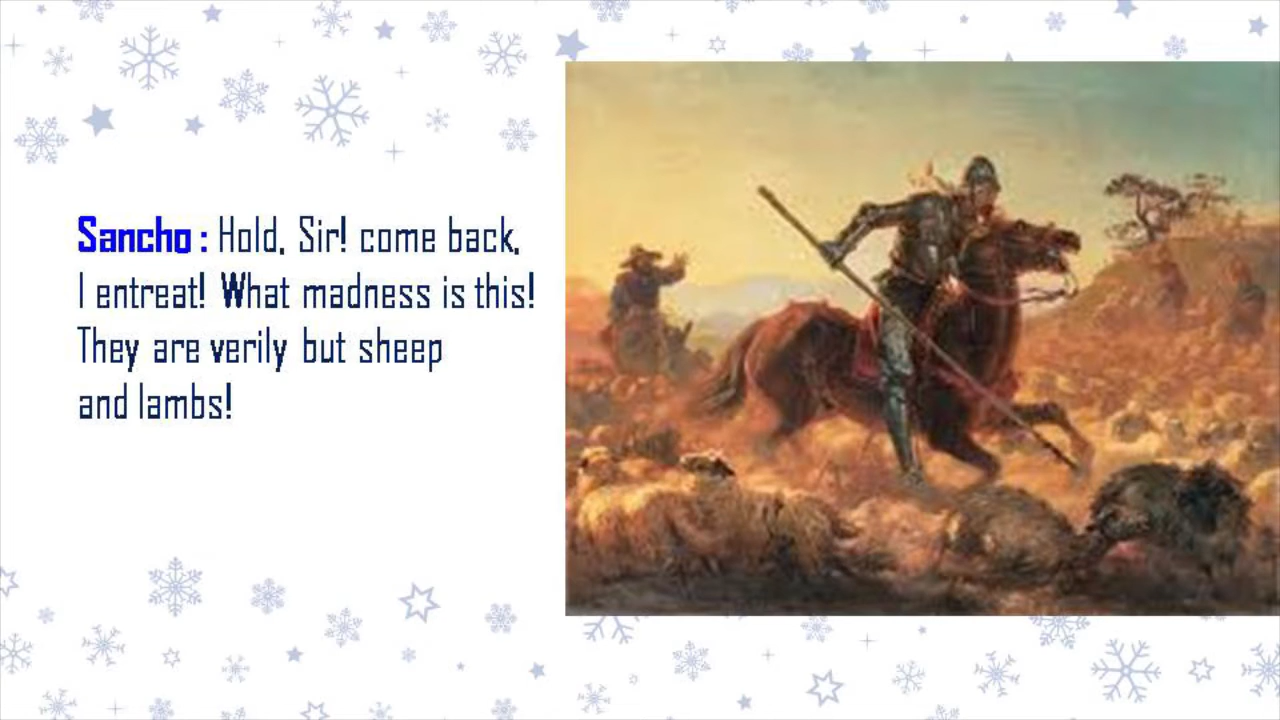 Sancho : Hold, Sir! come back,
I entreat! What madness is this!
They are verily but sheep
and lambs!